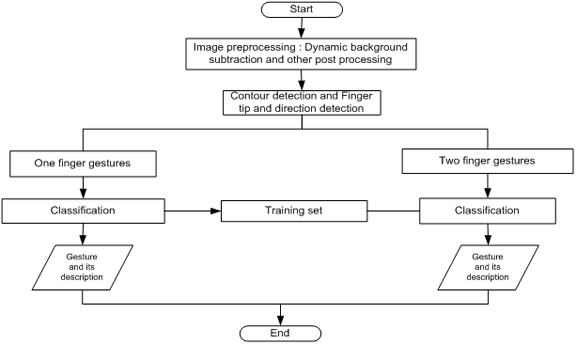 Start
Image preprocessing : Dynamic background
subtraction and other post processing
Contour detection and Finger
tip and direction detection
One finger gestures
Two finger gestures
Classification
Training set
Classification
Gesture
and its
description
Gesture
and its
description
End